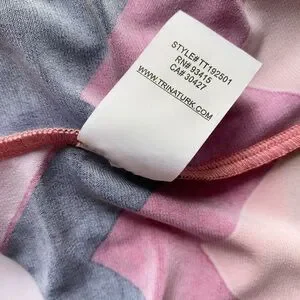 STYLE# TT192501
RN# 93415
CA# 30427
WWW.TRINATURK.COM